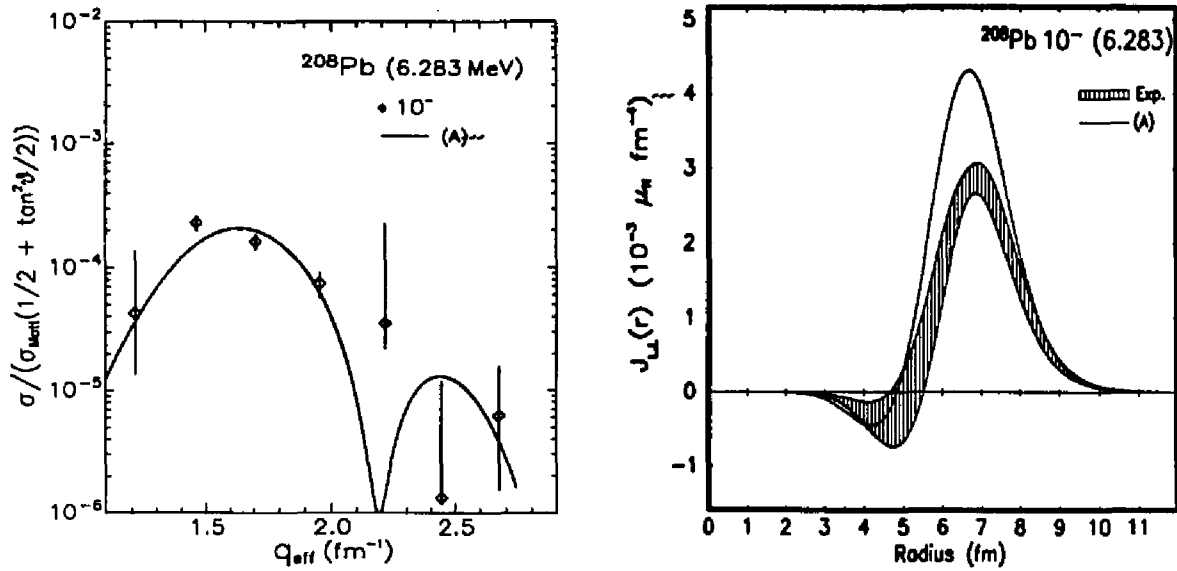 10⁻²
10⁻³
10⁻⁴
10⁻⁵
10⁻⁶
σ/(σMott(1/2 + tan²ϑ/2))
²⁰⁸Pb (6.283 MeV)
10⁻
(A)
1.5
2.0
2.5
qeff (fm⁻¹)
5
4
3
2
1
0
-1
(10⁻³ μn fm⁻⁴)
²⁰⁸Pb 10⁻ (6.283)
Exp.
(A)
0 1 2 3 4 5 6 7 8 9 10 11
Radius (fm)